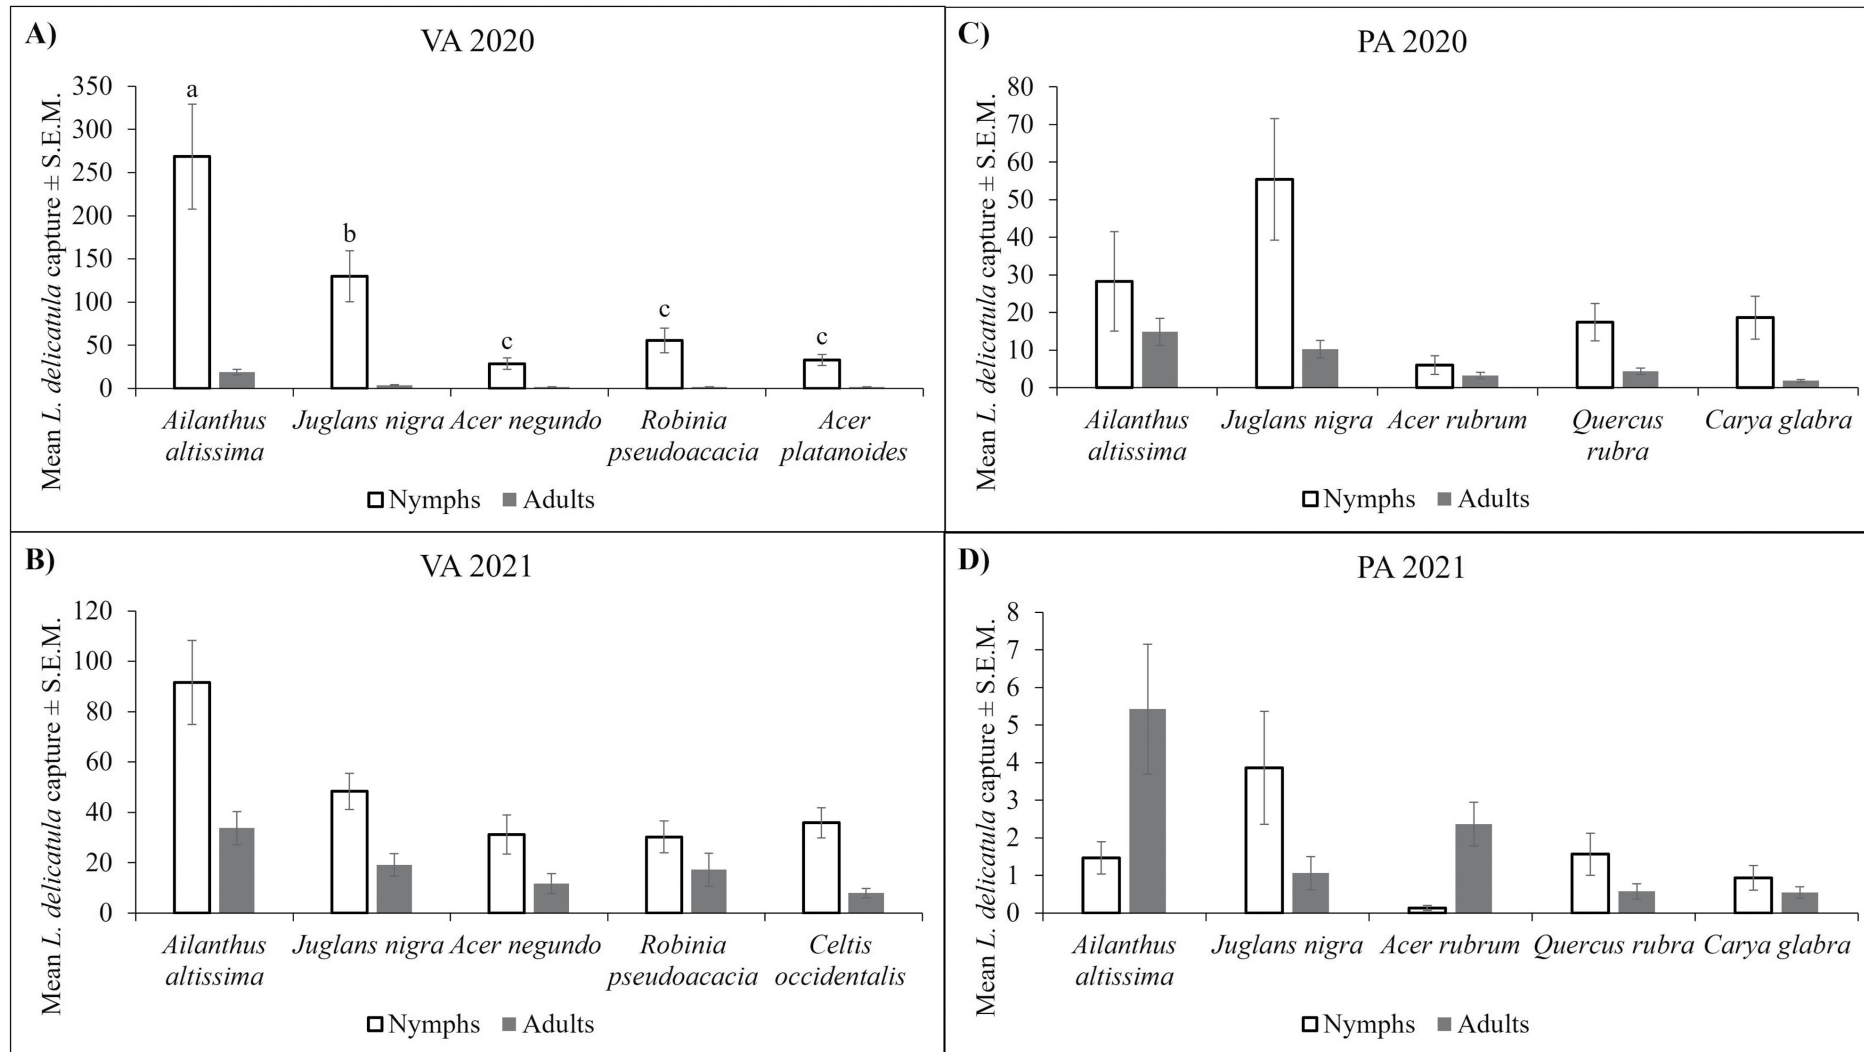 A)
VA 2020
Mean L. delicatula capture ± S.E.M.
350
300
250
200
150
100
50
0
a
b
c
c
c
Ailanthus altissima
Juglans nigra
Acer negundo
Robinia pseudoacacia
Acer platanoides
Nymphs
Adults
C)
PA 2020
Mean L. delicatula capture ± S.E.M.
80
70
60
50
40
30
20
10
0
Ailanthus altissima
Juglans nigra
Acer rubrum
Quercus rubra
Carya glabra
Nymphs
Adults
B)
VA 2021
Mean L. delicatula capture ± S.E.M.
120
100
80
60
40
20
0
Ailanthus altissima
Juglans nigra
Acer negundo
Robinia pseudoacacia
Celtis occidentalis
Nymphs
Adults
D)
PA 2021
Mean L. delicatula capture ± S.E.M.
8
7
6
5
4
3
2
1
0
Ailanthus altissima
Juglans nigra
Acer rubrum
Quercus rubra
Carya glabra
Nymphs
Adults